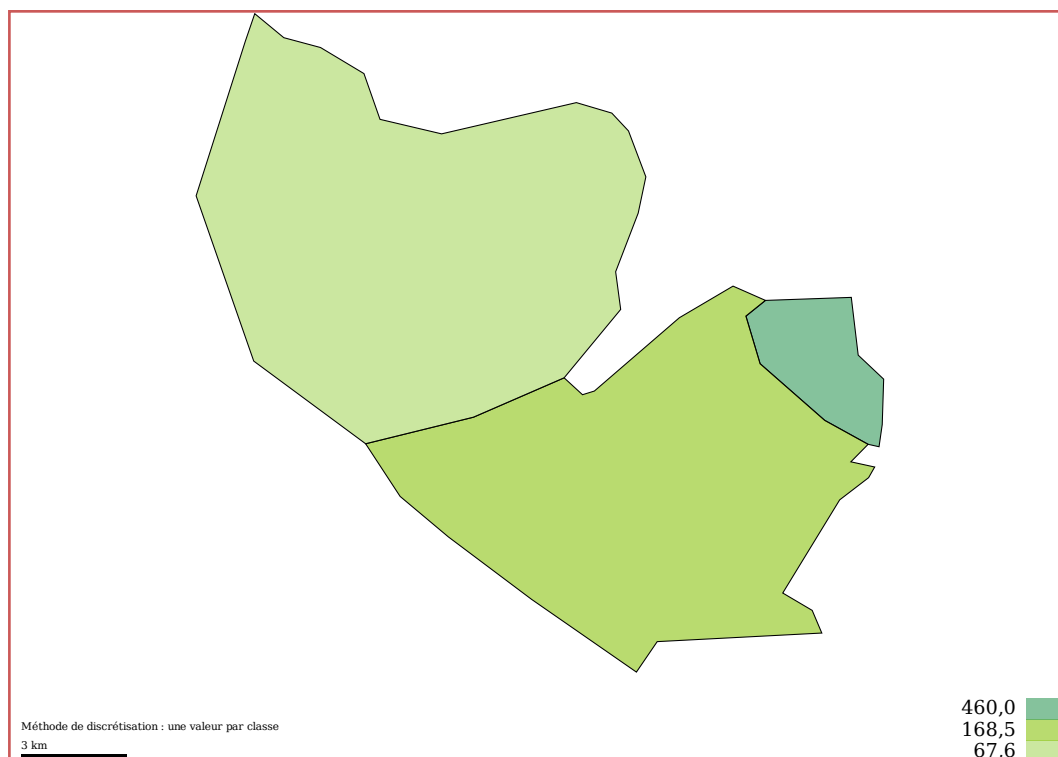 460,0
168,5
67,6
Méthode de discrétisation : une valeur par classe
3 km